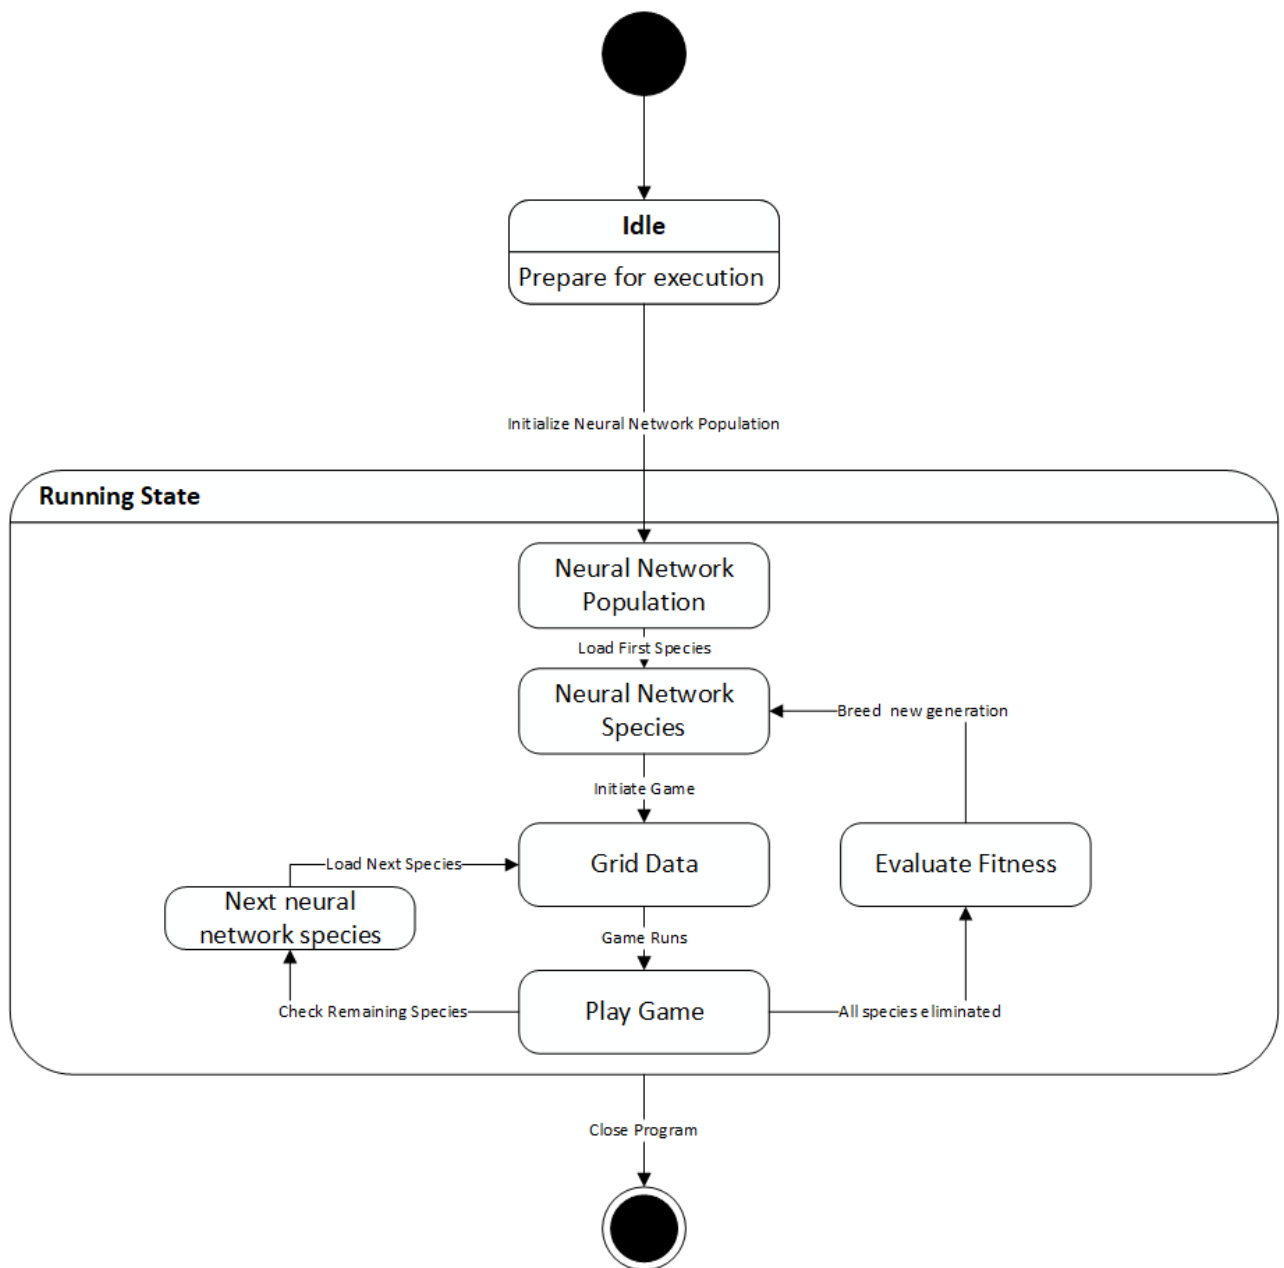 Idle
Prepare for execution
Initialize Neural Network Population
Running State
Neural Network
Population
Load First Species
Neural Network
Species
Breed new generation
Initiate Game
Load Next Species
Grid Data
Evaluate Fitness
Next neural
network species
Game Runs
Check Remaining Species
Play Game
All species eliminated
Close Program